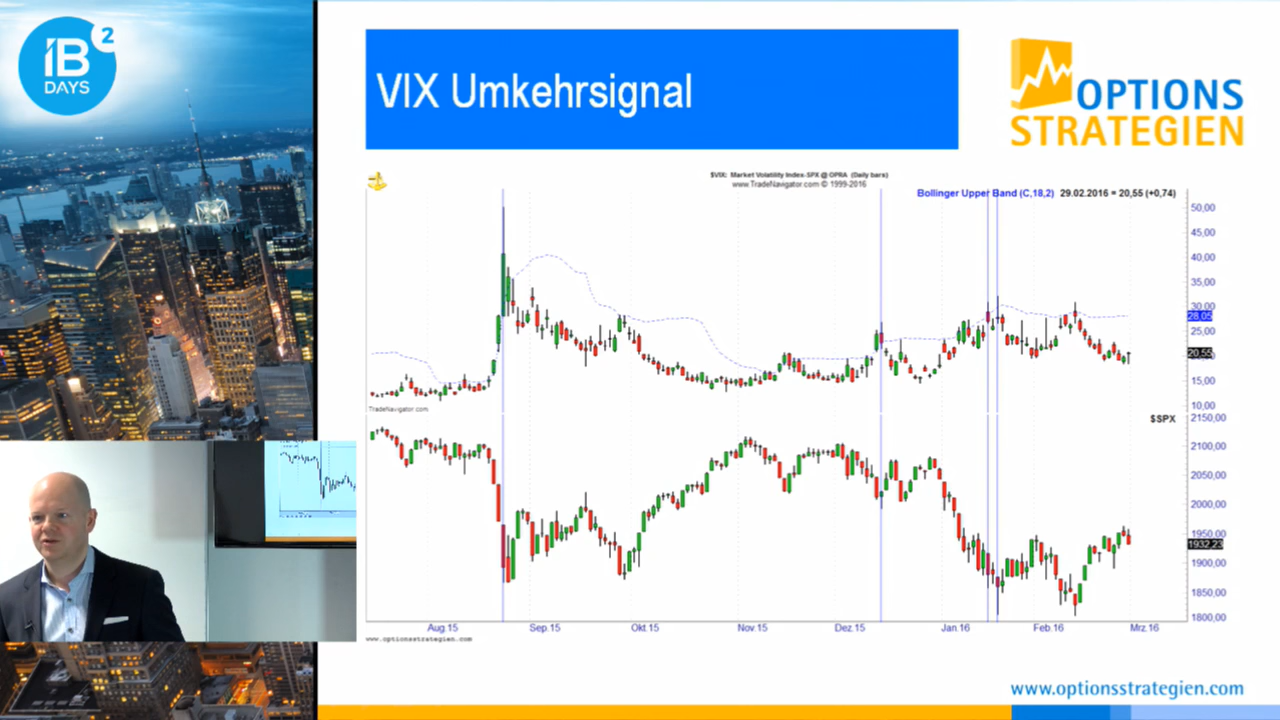 IB 2
DAYS
VIX Umkehrsignal
OPTIONS
STRATEGIEN
$VIX: Market Volatility Index-SPX @ OPRA (Daily bars)
www.TradeNavigator.com © 1999-2016
Bollinger Upper Band (C,18,2) 29.02.2016 = 20,55 (+0,74)
50,00
45,00
40,00
35,00
30,00
28,05
25,00
20,55
15,00
10,00
TradeNavigator.com
$SPX
2150,00
2100,00
2050,00
2000,00
1950,00
1932,23
1900,00
1850,00
1800,00
Aug.15 Sep.15 Okt.15 Nov.15 Dez.15 Jan.16 Feb.16 Mrz.16
www.optionsstrategien.com
www.optionsstrategien.com